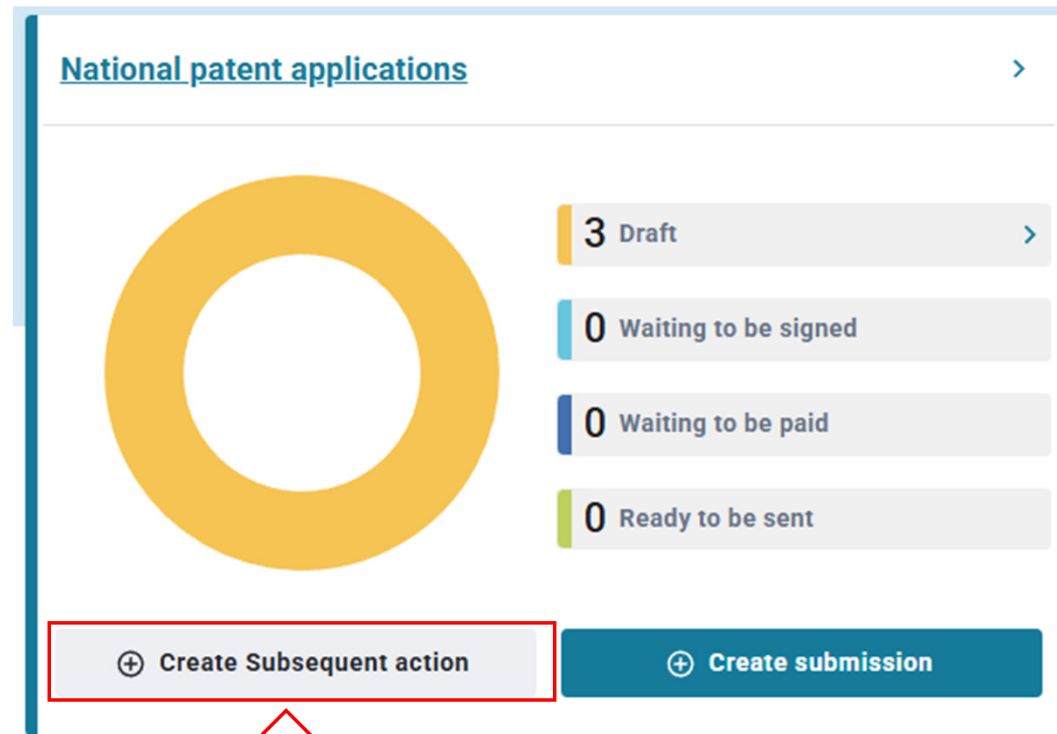 National patent applications
3 Draft
0 Waiting to be signed
0 Waiting to be paid
0 Ready to be sent
Create Subsequent action
Create submission